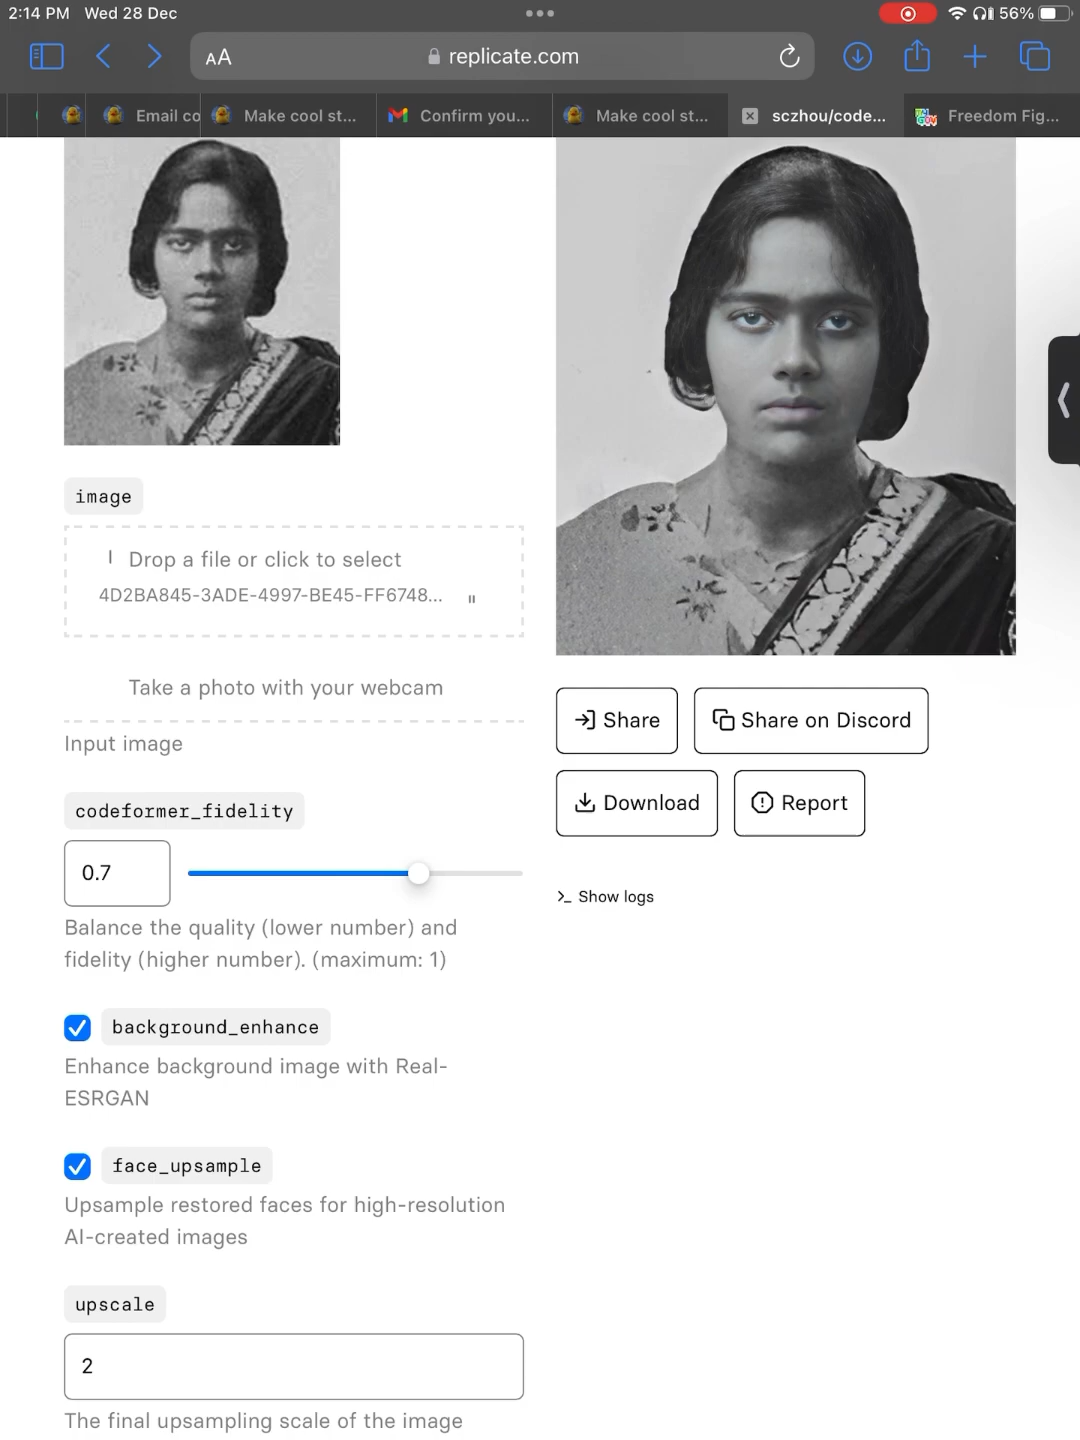 2:14 PM Wed 28 Dec
56%
AA replicate.com
Email co
Make cool st...
Confirm you...
Make cool st...
sczhou/code...
Freedom Fig...
image
Drop a file or click to select
4D2BA845-3ADE-4997-BE45-FF6748...
Take a photo with your webcam
Input image
codeformer_fidelity
0.7
Balance the quality (lower number) and
fidelity (higher number). (maximum: 1)
background_enhance
Enhance background image with Real-
ESRGAN
face_upsample
Upsample restored faces for high-resolution
AI-created images
upscale
2
The final upsampling scale of the image
Share
Share on Discord
Download
Report
Show logs